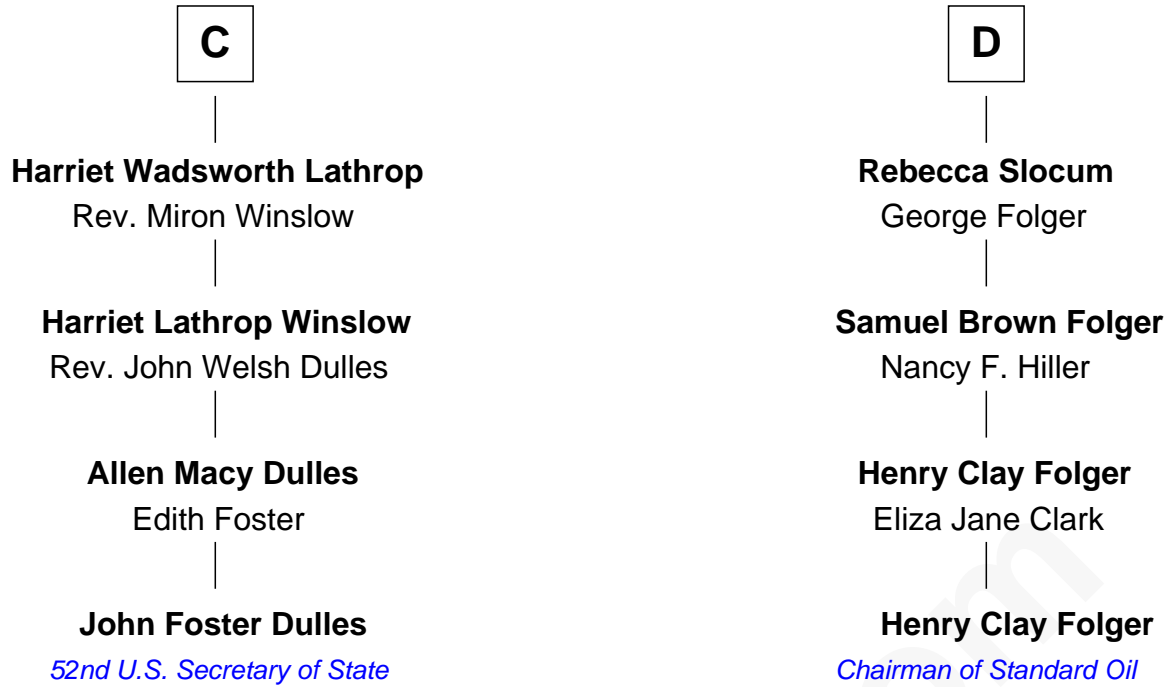 C
Harriet Wadsworth Lathrop
Rev. Miron Winslow
Harriet Lathrop Winslow
Rev. John Welsh Dulles
Allen Macy Dulles
Edith Foster
John Foster Dulles
52nd U.S. Secretary of State
D
Rebecca Slocum
George Folger
Samuel Brown Folger
Nancy F. Hiller
Henry Clay Folger
Eliza Jane Clark
Henry Clay Folger
Chairman of Standard Oil